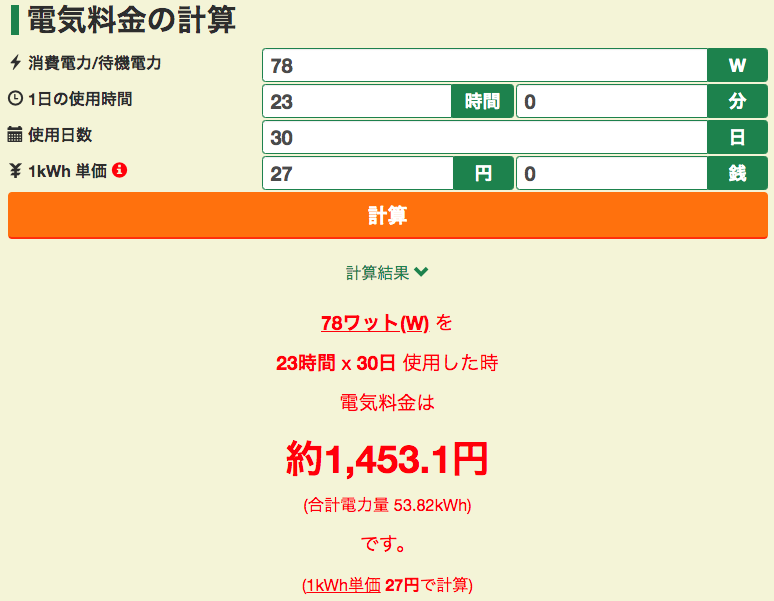 電気料金の計算
消費電力/待機電力 78 W
1日の使用時間 23 時間 0 分
使用日数 30 日
1kWh 単価 27 円 0 銭
計算
計算結果
78ワット(W) を
23時間 x 30日 使用した時
電気料金は
約1,453.1円
(合計電力量 53.82kWh)
です。
(1kWh単価 27円で計算)